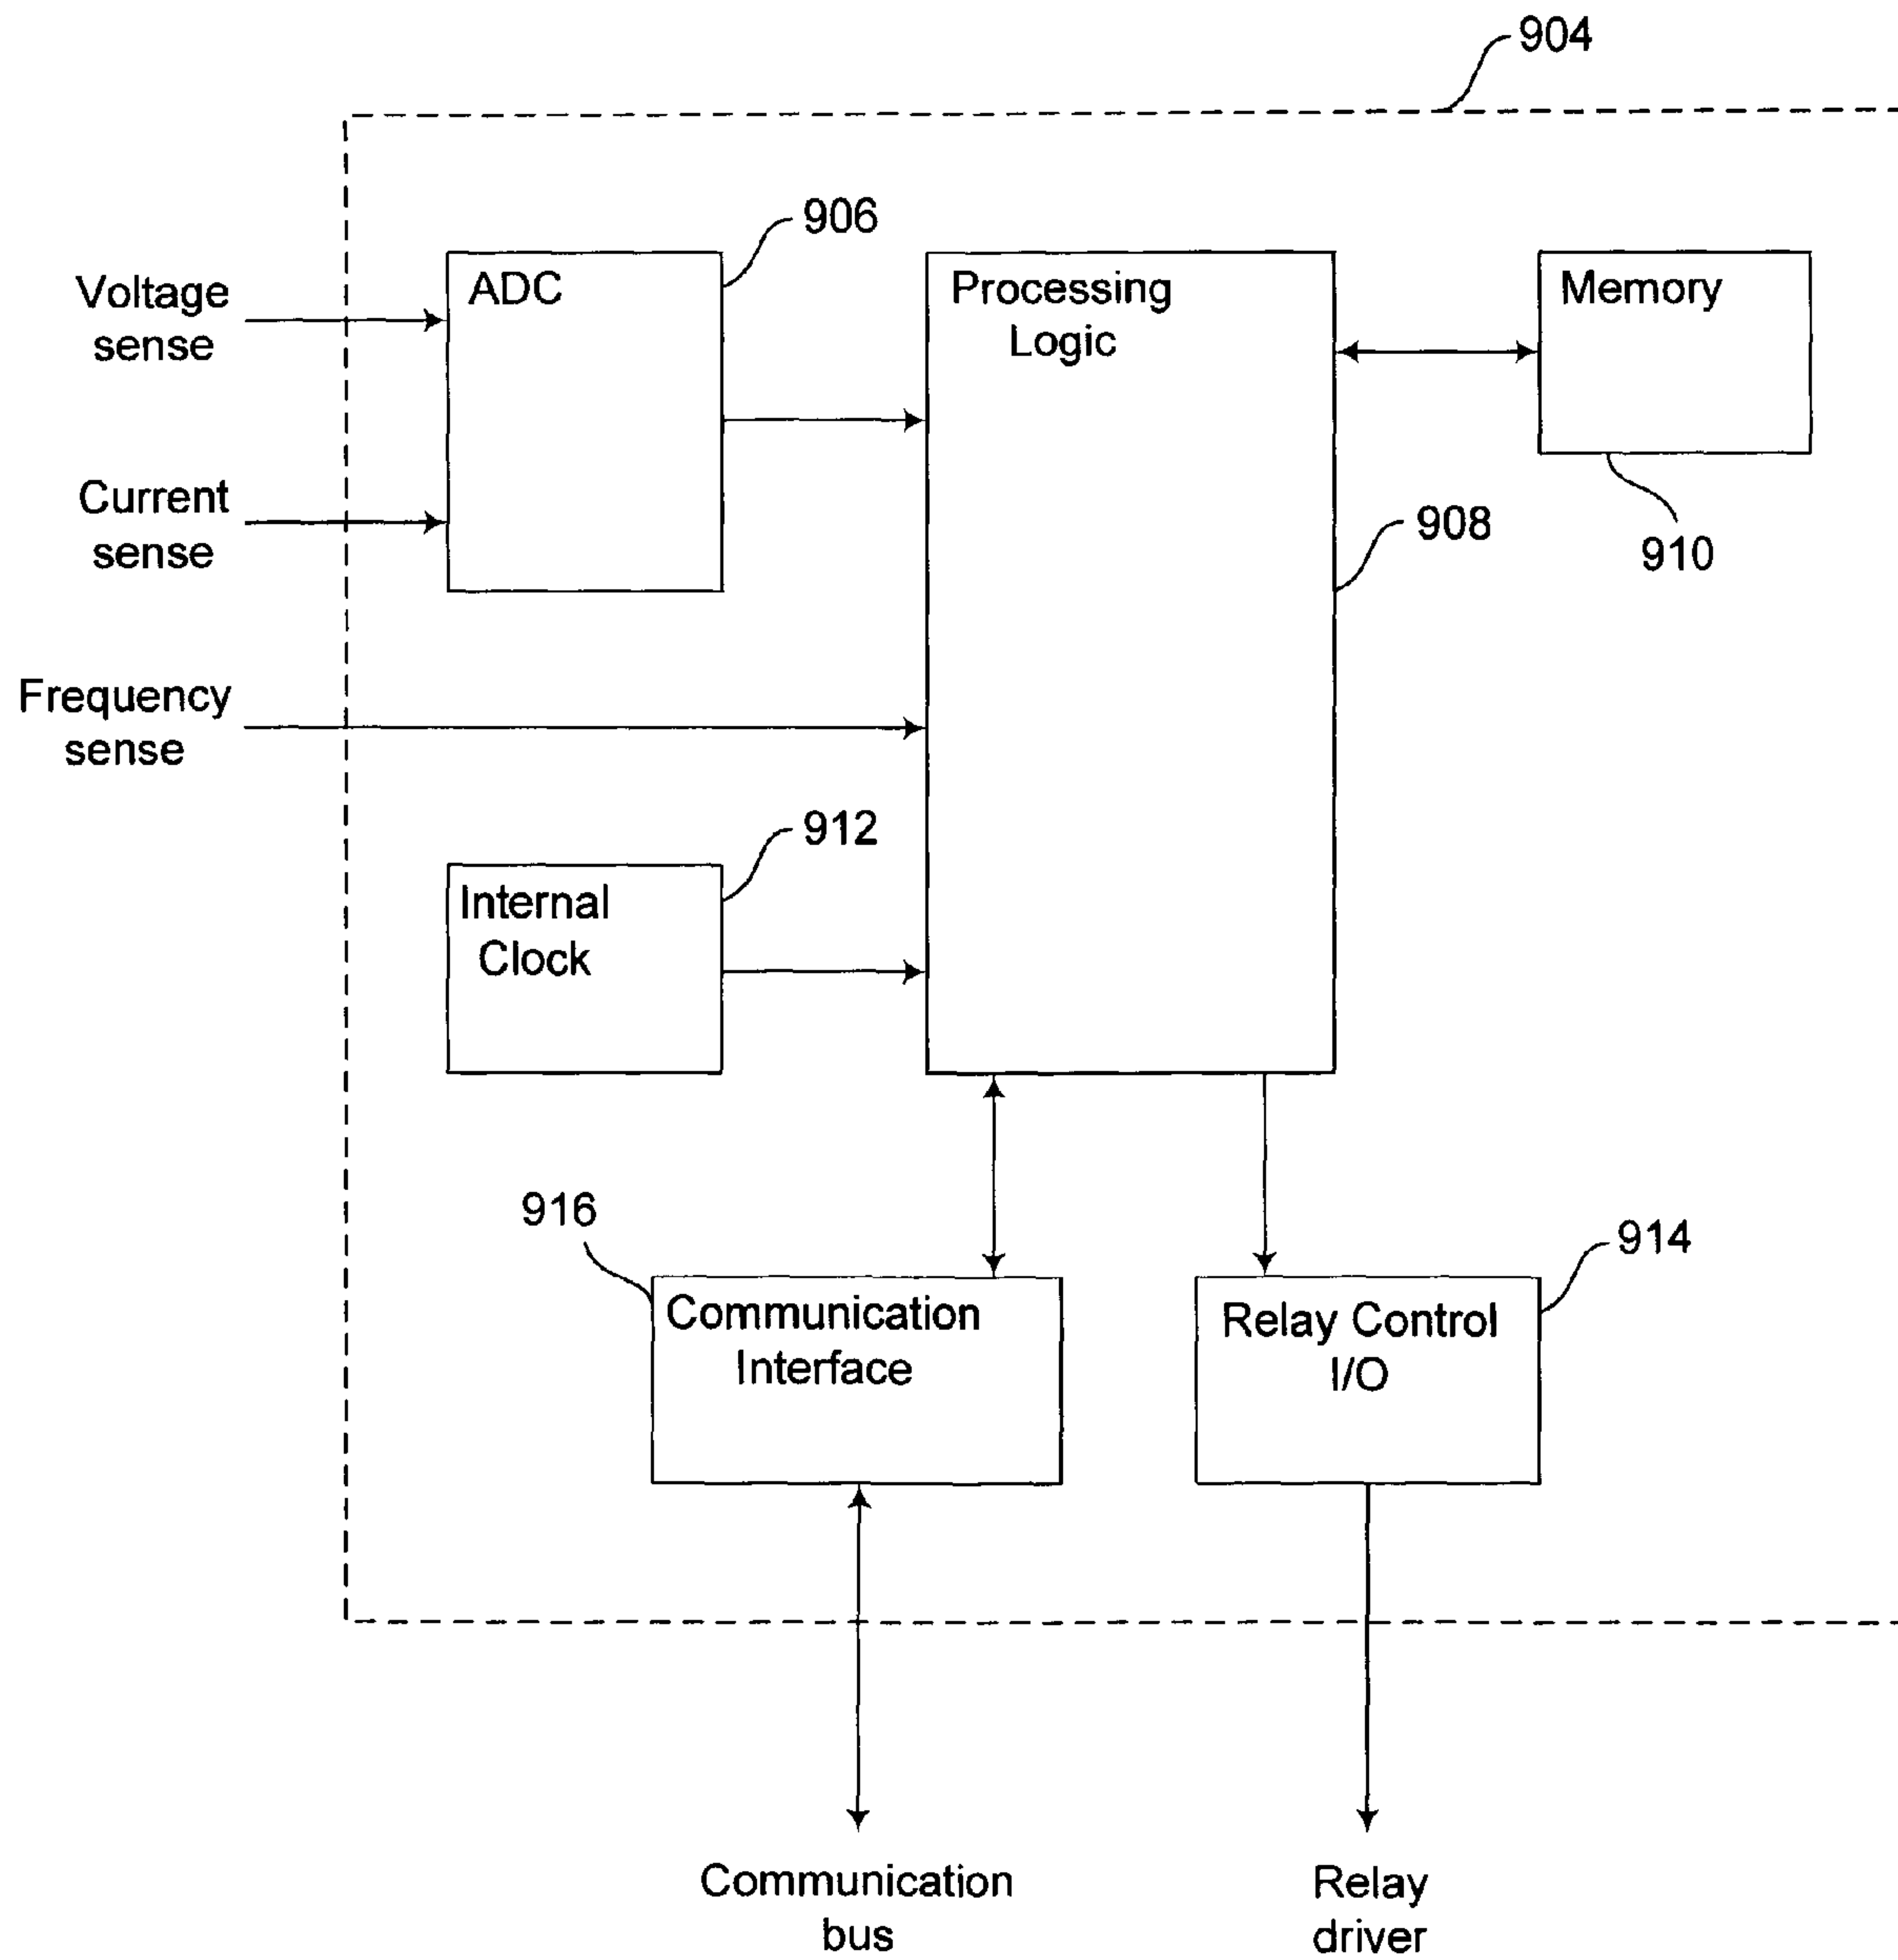 904
906
ADC
Processing
Logic
Memory
Voltage
sense
Current
sense
908
910
Frequency
sense
912
Internal
Clock
916
914
Communication
Interface
Relay Control
I/O
Communication
bus
Relay
driver